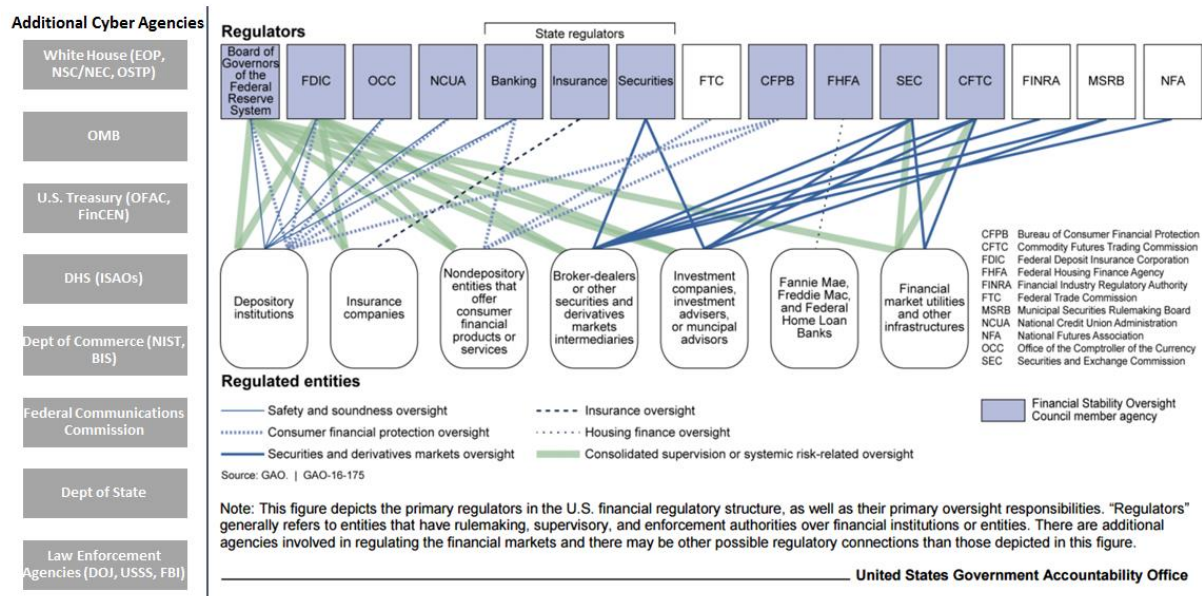 Additional Cyber Agencies
White House (EOP,
NSC/NEC, OSTP)
OMB
U.S. Treasury (OFAC,
FinCEN)
DHS (ISAOs)
Dept of Commerce (NIST,
BIS)
Federal Communications
Commission
Dept of State
Law Enforcement
Agencies (DOJ, USSS, FBI)
Regulators
State regulators
Board of
Governors
of the
Federal
Reserve
System
FDIC
OCC
NCUA
Banking
Insurance
Securities
FTC
CFPB
FHFA
SEC
CFTC
FINRA
MSRB
NFA
Depository
institutions
Insurance
companies
Nondepository
entities that
offer
consumer
financial
products or
services
Broker-dealers
or other
securities and
derivatives
markets
intermediaries
Investment
companies,
investment
advisers,
or muncipal
advisors
Fannie Mae,
Freddie Mac,
and Federal
Home Loan
Banks
Financial
market utilities
and other
infrastructures
CFPB Bureau of Consumer Financial Protection
CFTC Commodity Futures Trading Commission
FDIC Federal Deposit Insurance Corporation
FHFA Federal Housing Finance Agency
FINRA Financial Industry Regulatory Authority
FTC Federal Trade Commission
MSRB Municipal Securities Rulemaking Board
NCUA National Credit Union Administration
NFA National Futures Association
OCC Office of the Comptroller of the Currency
SEC Securities and Exchange Commission
Regulated entities
Safety and soundness oversight
Consumer financial protection oversight
Securities and derivatives markets oversight
Insurance oversight
Housing finance oversight
Consolidated supervision or systemic risk-related oversight
Financial Stability Oversight
Council member agency
Source: GAO. | GAO-16-175
Note: This figure depicts the primary regulators in the U.S. financial regulatory structure, as well as their primary oversight responsibilities. “Regulators”
generally refers to entities that have rulemaking, supervisory, and enforcement authorities over financial institutions or entities. There are additional
agencies involved in regulating the financial markets and there may be other possible regulatory connections than those depicted in this figure.
United States Government Accountability Office